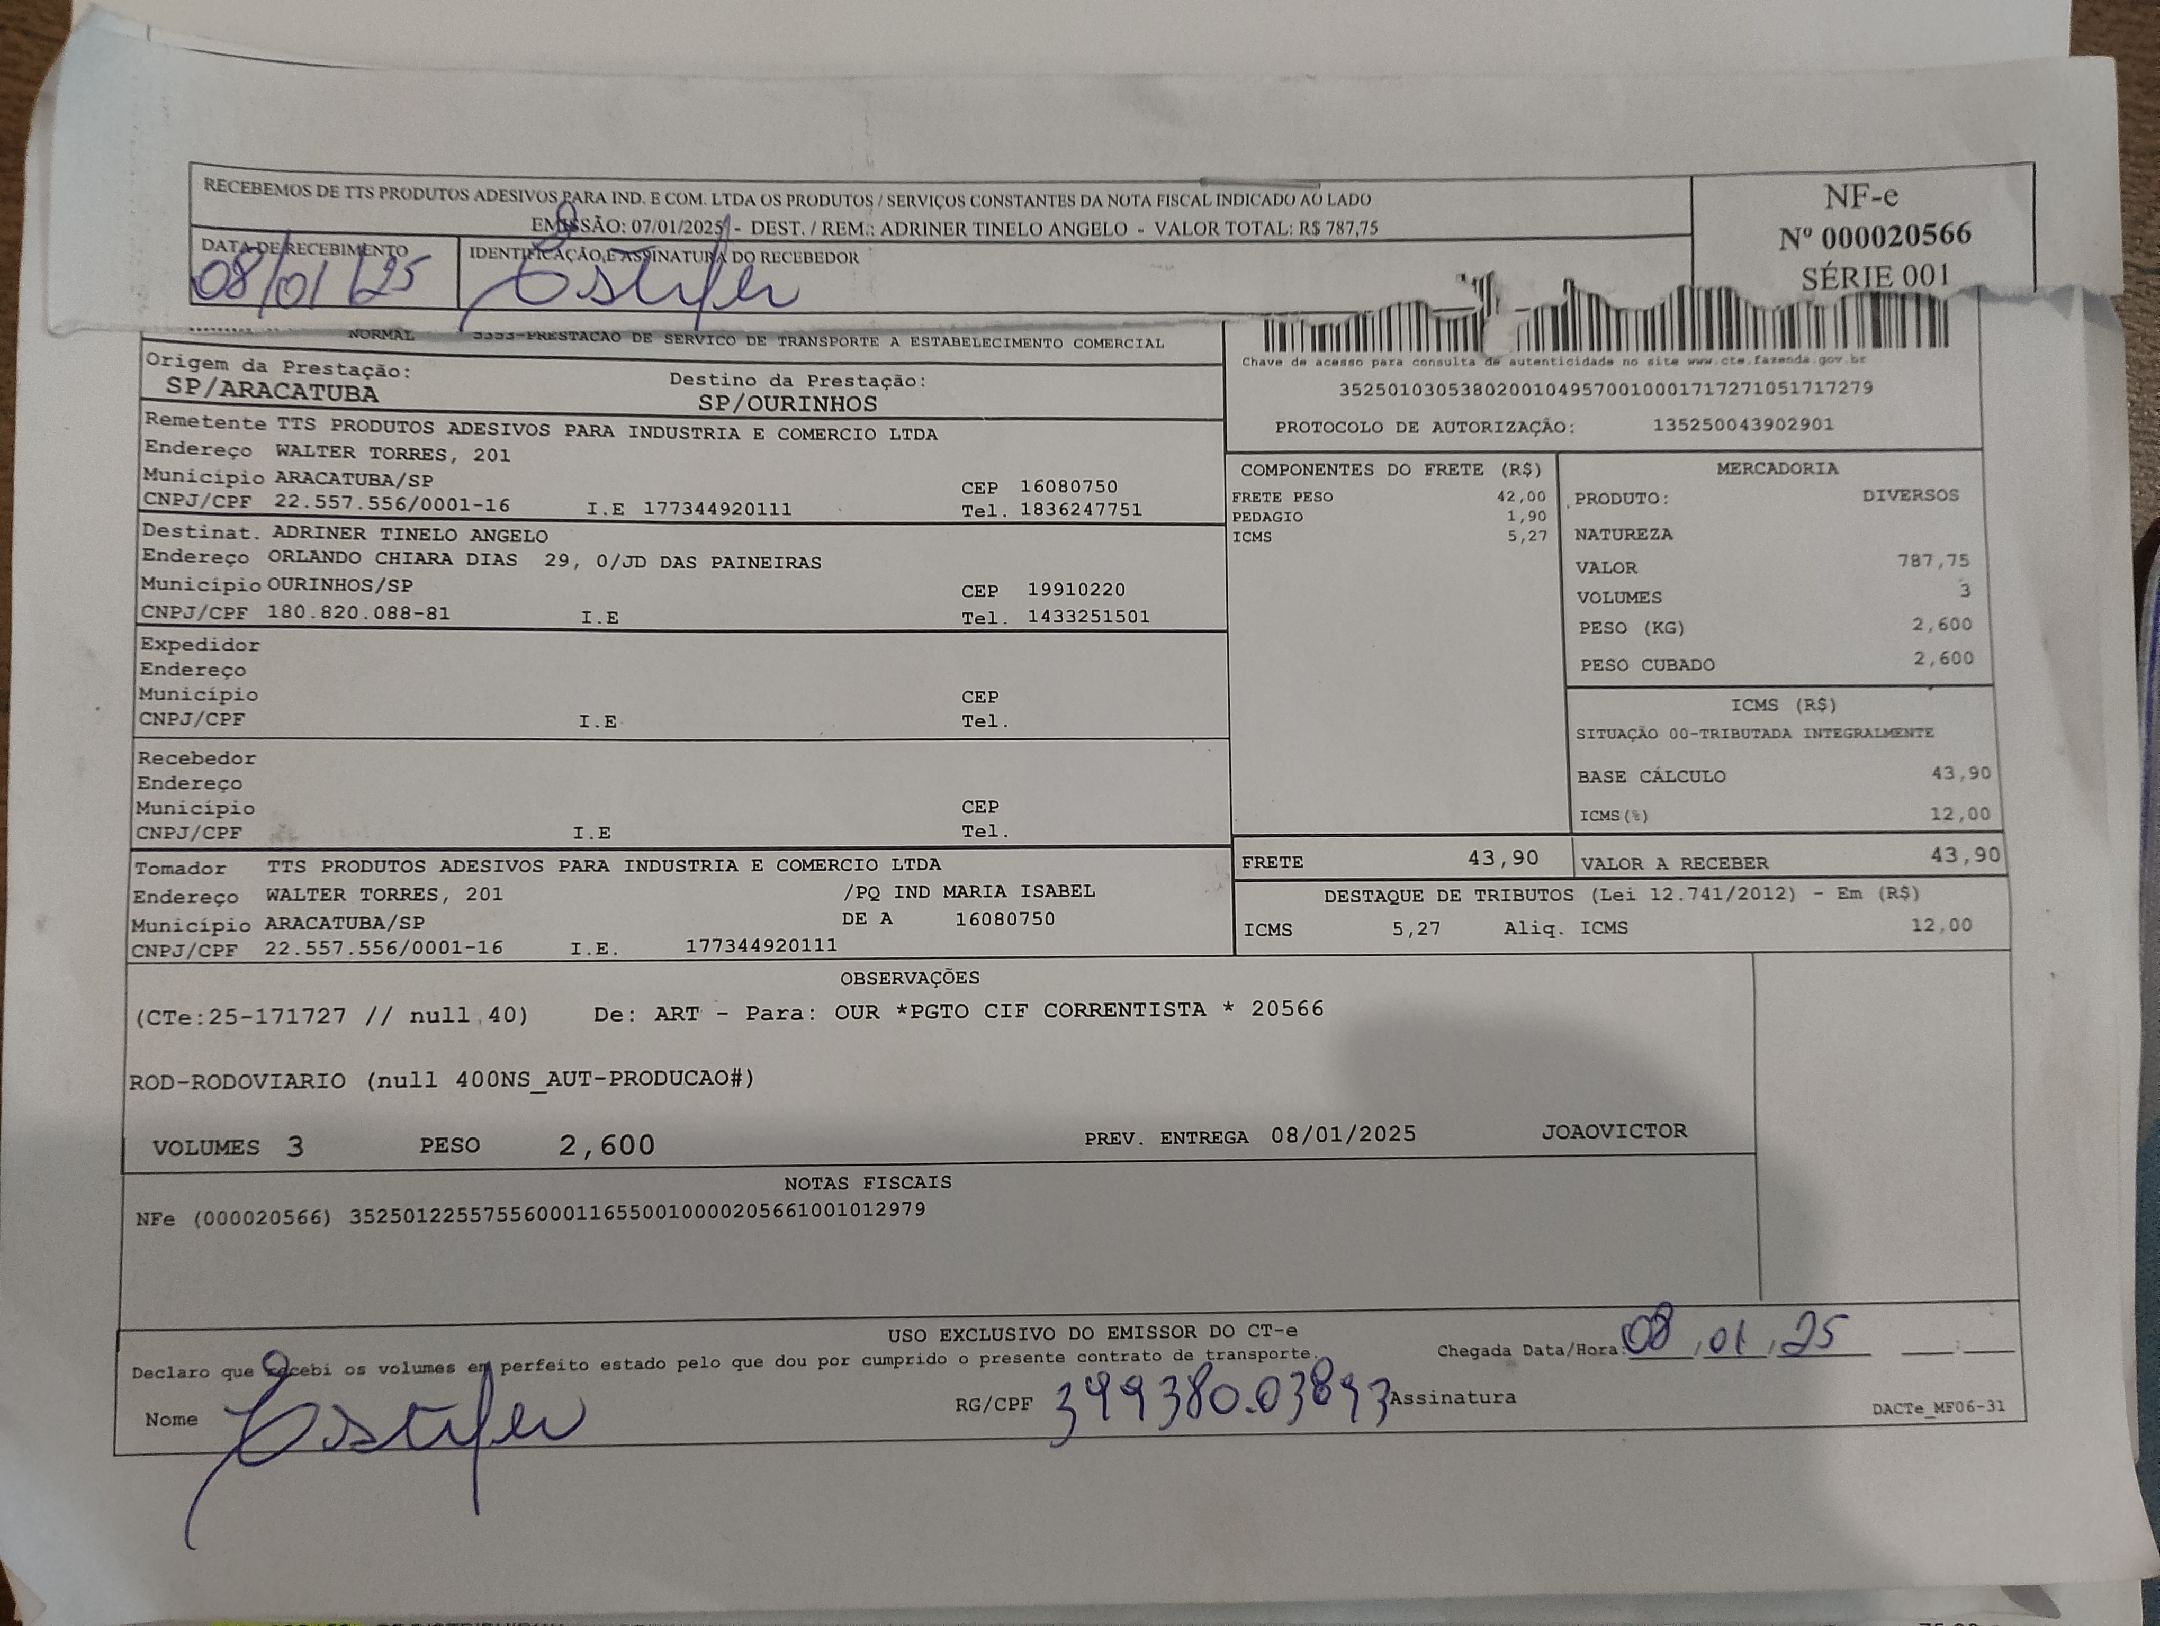 RECEBEMOS DE TTS PRODUTOS ADESIVOS PARA IND. E COM. LTDA OS PRODUTOS / SERVIÇOS CONSTANTES DA NOTA FISCAL INDICADO AO LADO
EMISSÃO: 07/01/2025 - DEST. / REM.: ADRINER TINELO ANGELO - VALOR TOTAL: R$ 787,75
NF-e
Nº 000020566
SÉRIE 001
DATA DE RECEBIMENTO
08/01/25
IDENTIFICAÇÃO E ASSINATURA DO RECEBEDOR
NORMAL -PRESTACAO DE SERVICO DE TRANSPORTE A ESTABELECIMENTO COMERCIAL
Origem da Prestação:
SP/ARACATUBA
Destino da Prestação:
SP/OURINHOS
Chave de acesso para consulta de autenticidade no site www.cte.fazenda.gov.br
35250103053802001049570010001717271051717279
PROTOCOLO DE AUTORIZAÇÃO: 135250043902901
Remetente TTS PRODUTOS ADESIVOS PARA INDUSTRIA E COMERCIO LTDA
Endereço WALTER TORRES, 201
Município ARACATUBA/SP CEP 16080750
CNPJ/CPF 22.557.556/0001-16 I.E 177344920111 Tel. 1836247751
Destinat. ADRINER TINELO ANGELO
Endereço ORLANDO CHIARA DIAS 29, 0/JD DAS PAINEIRAS
Município OURINHOS/SP CEP 19910220
CNPJ/CPF 180.820.088-81 I.E Tel. 1433251501
Expedidor
Endereço
Município CEP
CNPJ/CPF I.E Tel.
Recebedor
Endereço
Município CEP
CNPJ/CPF I.E Tel.
Tomador TTS PRODUTOS ADESIVOS PARA INDUSTRIA E COMERCIO LTDA
Endereço WALTER TORRES, 201 /PQ IND MARIA ISABEL
Município ARACATUBA/SP DE A 16080750
CNPJ/CPF 22.557.556/0001-16 I.E. 177344920111
COMPONENTES DO FRETE (R$)
FRETE PESO 42,00
PEDAGIO 1,90
ICMS 5,27
MERCADORIA
PRODUTO: DIVERSOS
NATUREZA
VALOR 787,75
VOLUMES 3
PESO (KG) 2,600
PESO CUBADO 2,600
ICMS (R$)
SITUAÇÃO 00-TRIBUTADA INTEGRALMENTE
BASE CÁLCULO 43,90
ICMS(%) 12,00
FRETE 43,90 VALOR A RECEBER 43,90
DESTAQUE DE TRIBUTOS (Lei 12.741/2012) - Em (R$)
ICMS 5,27 Aliq. ICMS 12,00
OBSERVAÇÕES
(CTe:25-171727 // null 40) De: ART - Para: OUR *PGTO CIF CORRENTISTA * 20566
ROD-RODOVIARIO (null 400NS_AUT-PRODUCAO#)
VOLUMES 3 PESO 2,600 PREV. ENTREGA 08/01/2025 JOAOVICTOR
NOTAS FISCAIS
NFe (000020566) 35250122557556000116550010000205661001012979
USO EXCLUSIVO DO EMISSOR DO CT-e
Declaro que recebi os volumes em perfeito estado pelo que dou por cumprido o presente contrato de transporte.
Chegada Data/Hora: 08 01 25 :
Nome
RG/CPF
Assinatura
DACTe_MF06-31